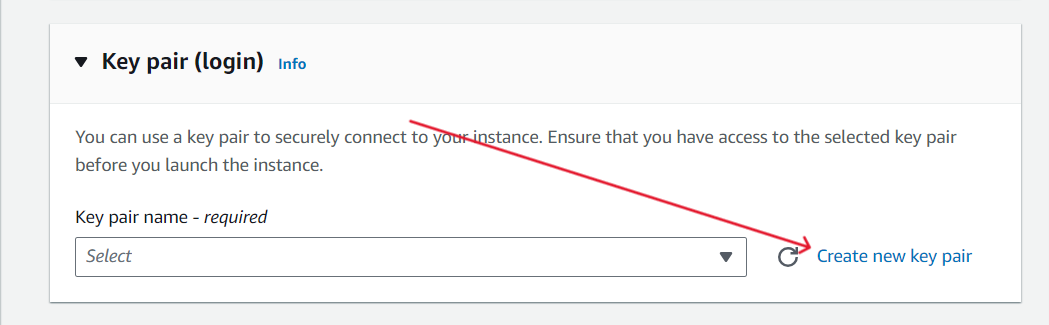 Key pair (login) Info
You can use a key pair to securely connect to your instance. Ensure that you have access to the selected key pair
before you launch the instance.
Key pair name - required
Select
Create new key pair